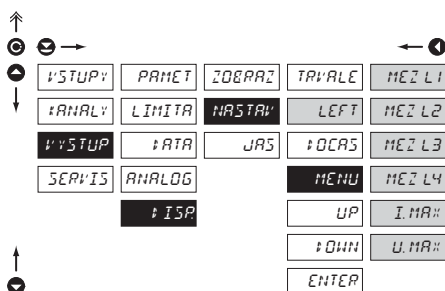 VSTUPY PAMET ZOBRAZ TRVALE MEZ L1
KANALY LIMITA NASTAV LEFT MEZ L2
VYSTUP DATA JAS DOCAS MEZ L3
SERVIS ANALOG MENU MEZ L4
DISP. UP I.MAX
DOWN U.MAX
ENTER